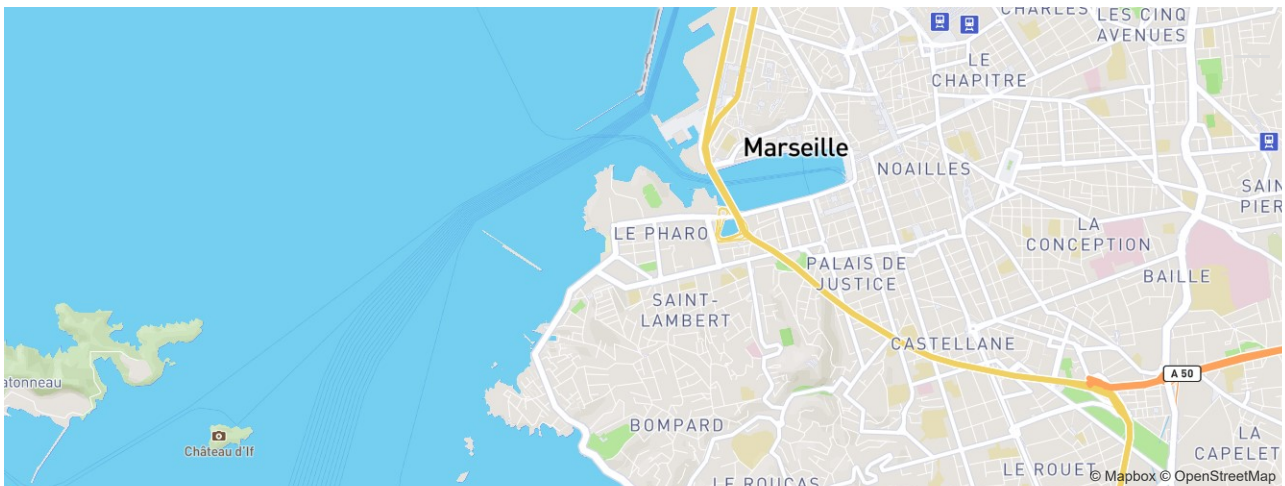 CHARLES
LES CINQ
AVENUES
LE
CHAPITRE
Marseille
NOAILLES
SAIN
PIER
LA
CONCEPTION
LE PHARO
PALAIS DE
JUSTICE
BAILLE
SAINT-
LAMBERT
CASTELLANE
A 50
atonneau
BOMPARD
Château d'If
LA
CAPELET
LE ROUET
LE ROUCAS
© Mapbox © OpenStreetMap